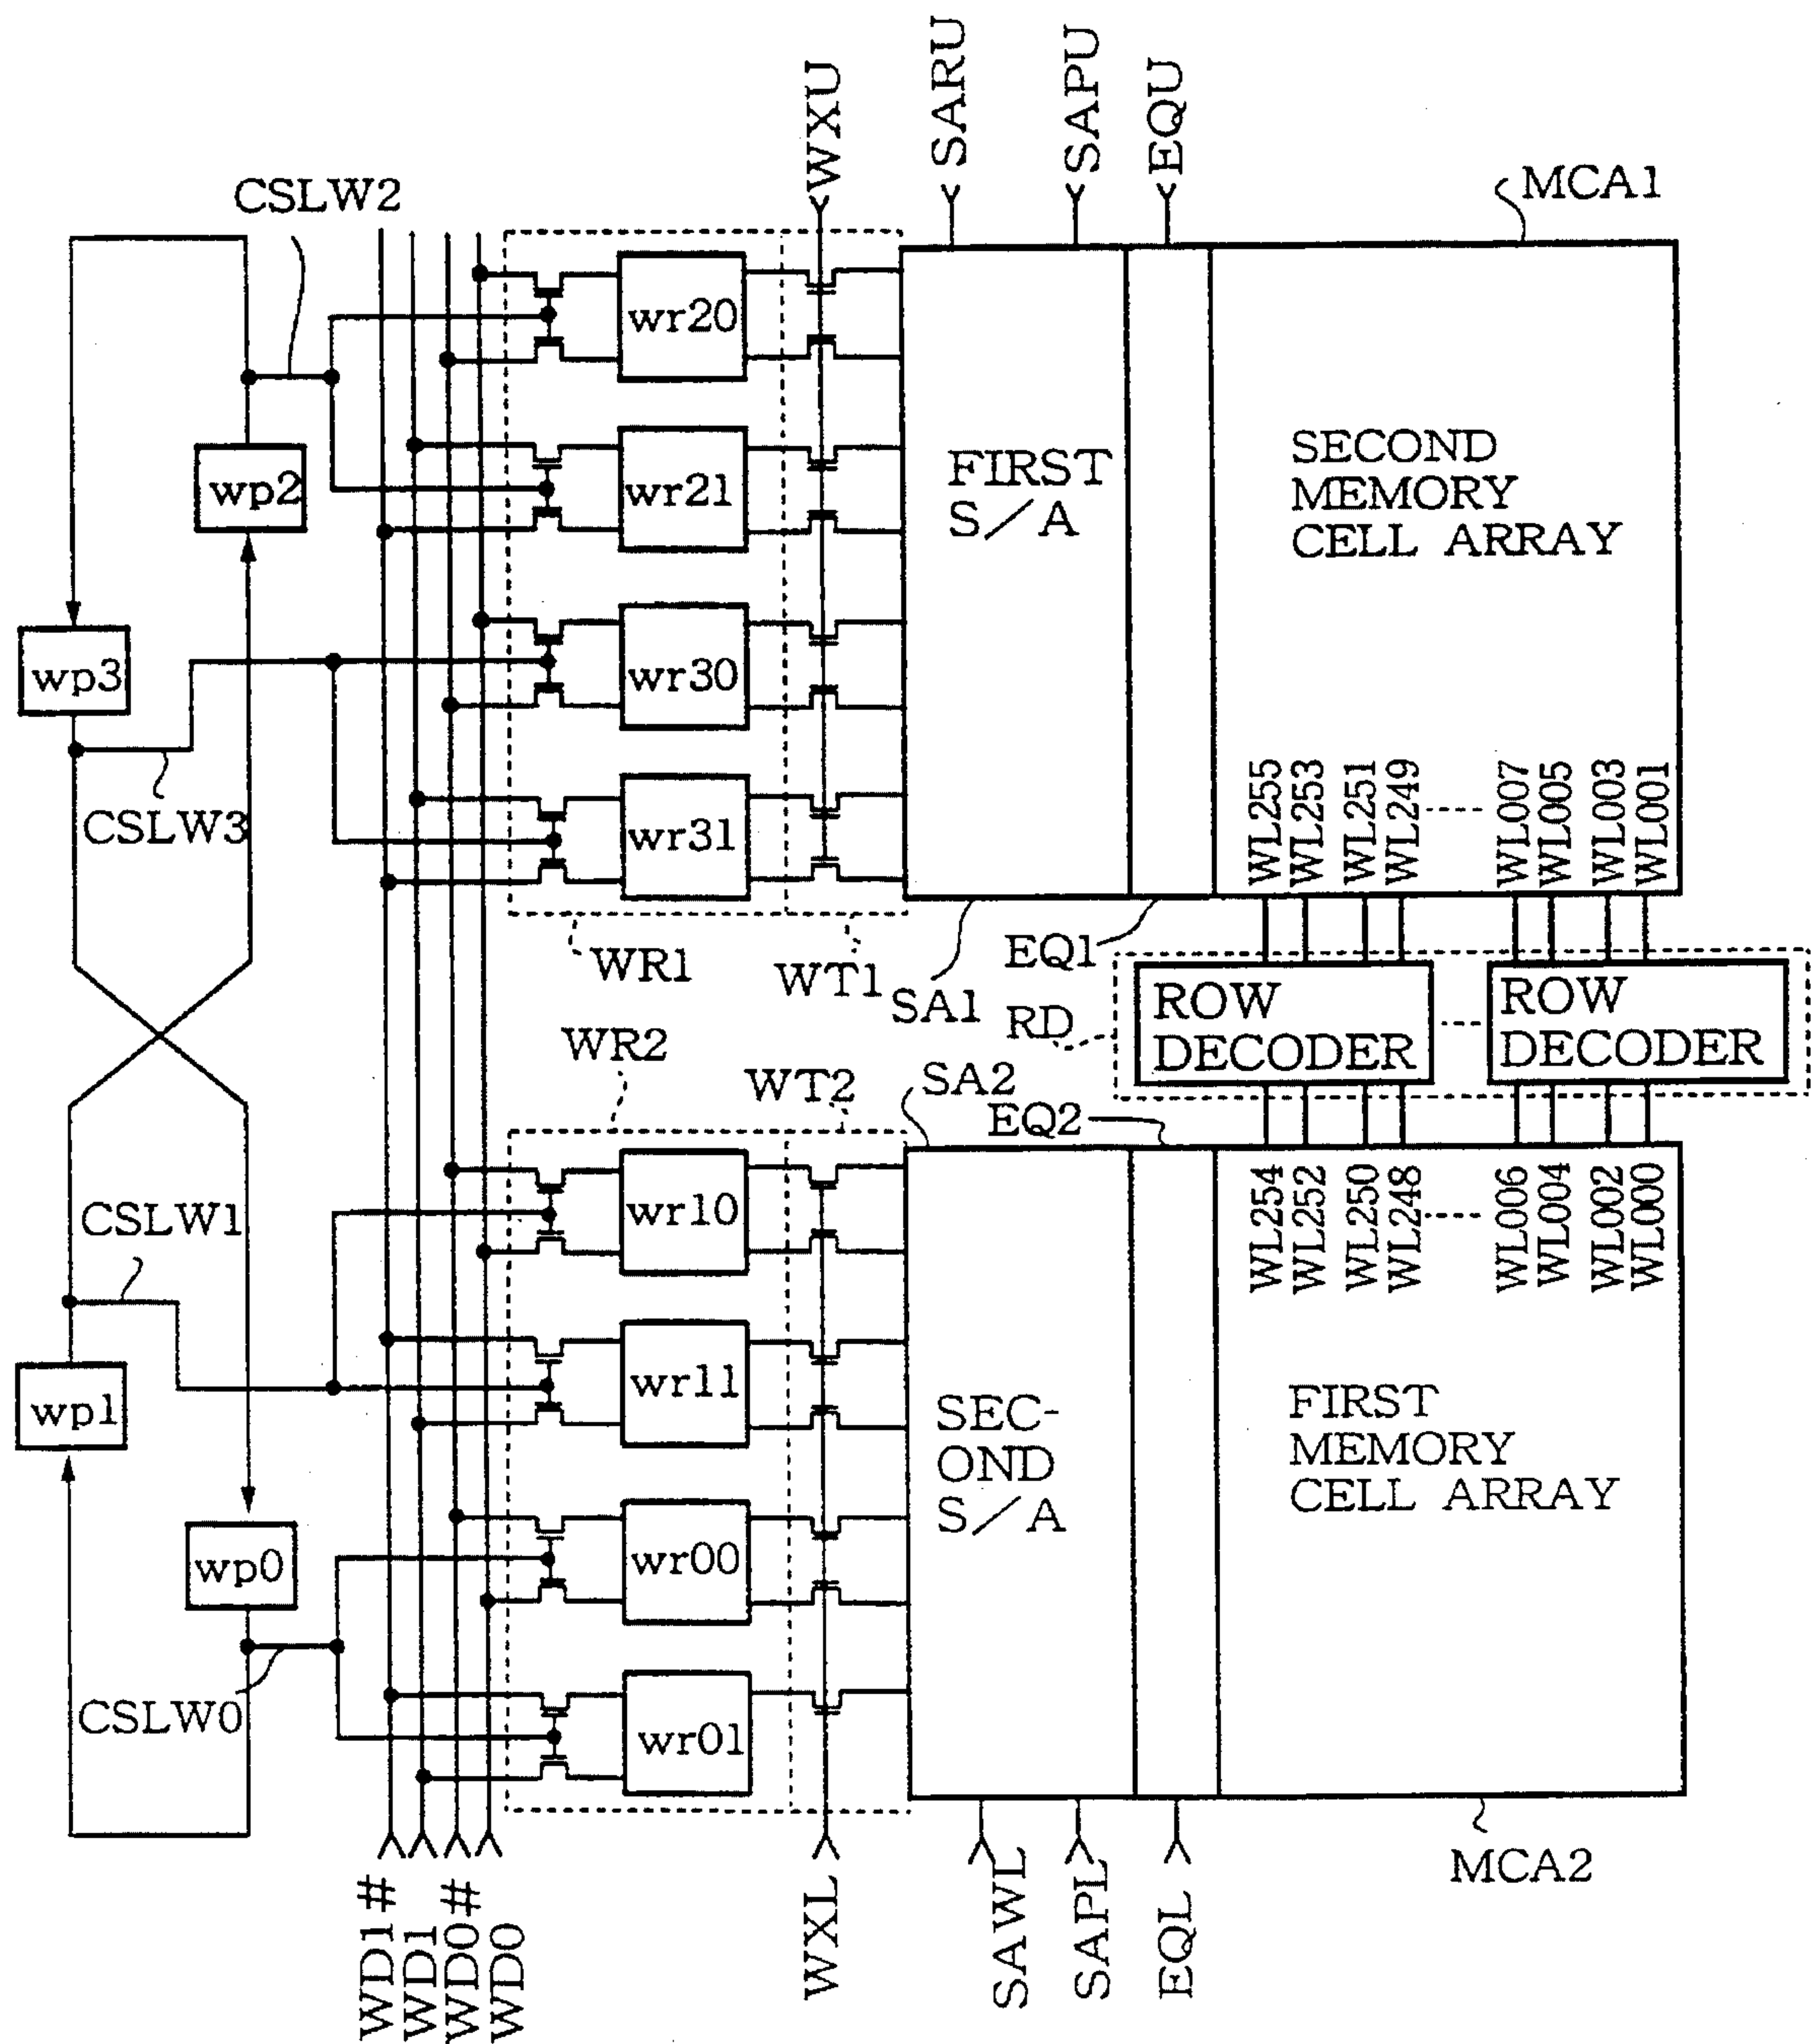 WXU
SARU
SAPU
EQU
CSLW2
MCA1
wr20
wp2
wr21
FIRST
S/A
SECOND
MEMORY
CELL ARRAY
wp3
wr30
CSLW3
wr31
WL255
WL253
WL251
WL249
WL007
WL005
WL003
WL001
WR1
WT1
SA1
EQ1
RD
ROW
DECODER
ROW
DECODER
WR2
WT2
SA2
EQ2
CSLW1
wr10
WL254
WL252
WL250
WL248
WL006
WL004
WL002
WL000
wp1
wr11
SEC-
OND
S/A
FIRST
MEMORY
CELL ARRAY
wp0
wr00
CSLW0
wr01
MCA2
WD1#
WD1
WD0#
WD0
WXL
SAWL
SAPL
EQL